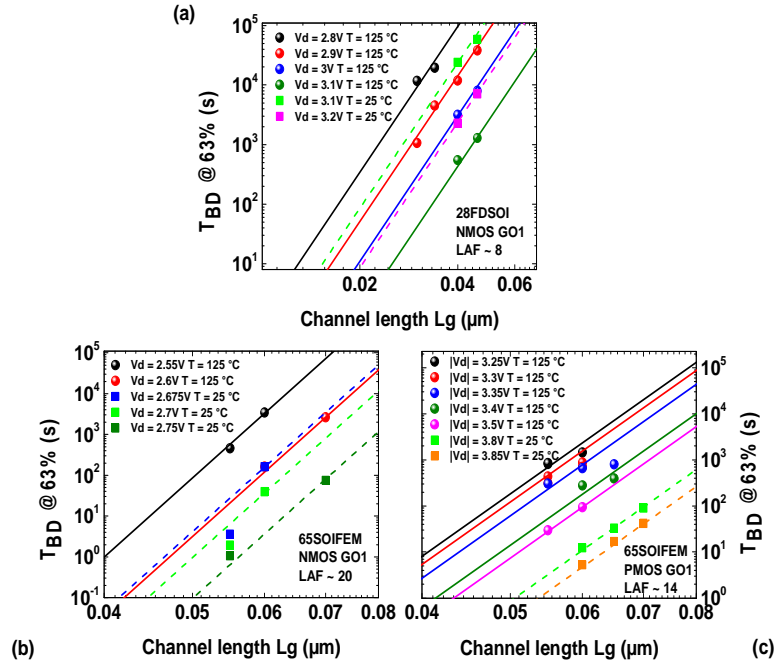 (a)
10^5
10^4
10^3
10^2
10^1
T_BD @ 63% (s)
Vd = 2.8V T = 125 °C
Vd = 2.9V T = 125 °C
Vd = 3V T = 125 °C
Vd = 3.1V T = 125 °C
Vd = 3.1V T = 25 °C
Vd = 3.2V T = 25 °C
28FDSOI
NMOS GO1
LAF ~ 8
0.02 0.04 0.06
Channel length Lg (µm)
10^5
10^4
10^3
10^2
10^1
10^0
10^-1
T_BD @ 63% (s)
Vd = 2.55V T = 125 °C
Vd = 2.6V T = 125 °C
Vd = 2.675V T = 25 °C
Vd = 2.7V T = 25 °C
Vd = 2.75V T = 25 °C
65SOIFEM
NMOS GO1
LAF ~ 20
0.04 0.05 0.06 0.07 0.08
Channel length Lg (µm)
(b)
|Vd| = 3.25V T = 125 °C
|Vd| = 3.3V T = 125 °C
|Vd| = 3.35V T = 125 °C
|Vd| = 3.4V T = 125 °C
|Vd| = 3.5V T = 125 °C
|Vd| = 3.8V T = 25 °C
|Vd| = 3.85V T = 25 °C
65SOIFEM
PMOS GO1
LAF ~ 14
10^5
10^4
10^3
10^2
10^1
10^0
T_BD @ 63% (s)
0.04 0.05 0.06 0.07 0.08
Channel length Lg (µm)
(c)